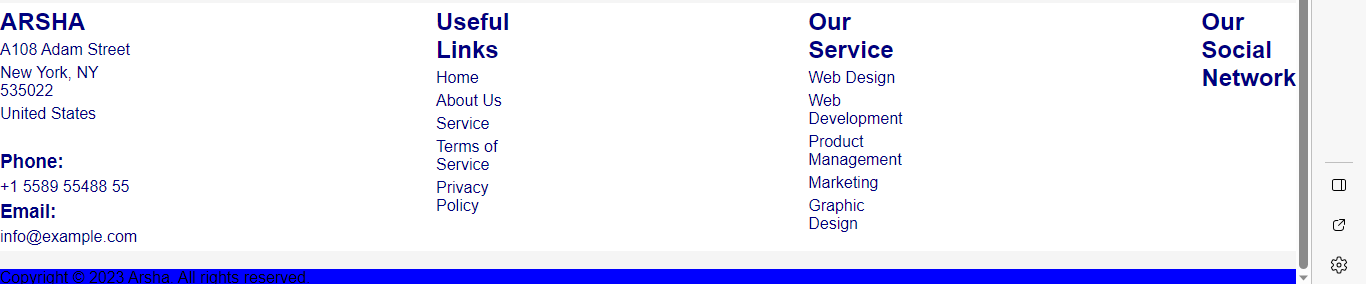 ARSHA
A108 Adam Street
New York, NY
535022
United States
Phone:
+1 5589 55488 55
Email:
info@example.com
Useful
Links
Home
About Us
Service
Terms of
Service
Privacy
Policy
Our
Service
Web Design
Web
Development
Product
Management
Marketing
Graphic
Design
Our
Social
Network
Copyright © 2023 Arsha. All rights reserved.